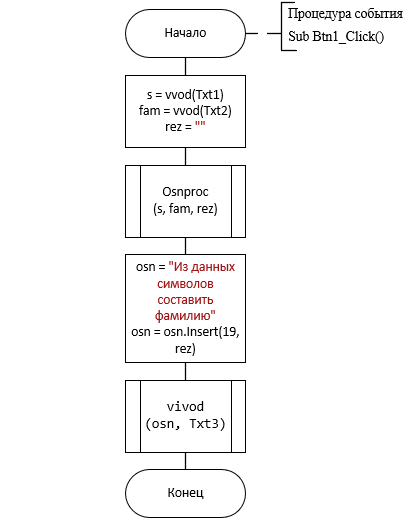 Начало
Процедура события
Sub Btn1_Click()
s = vvod(Txt1)
fam = vvod(Txt2)
rez = ""
Osnproc
(s, fam, rez)
osn = "Из данных
символов
составить
фамилию"
osn = osn.Insert(19,
rez)
vivod
(osn, Txt3)
Конец